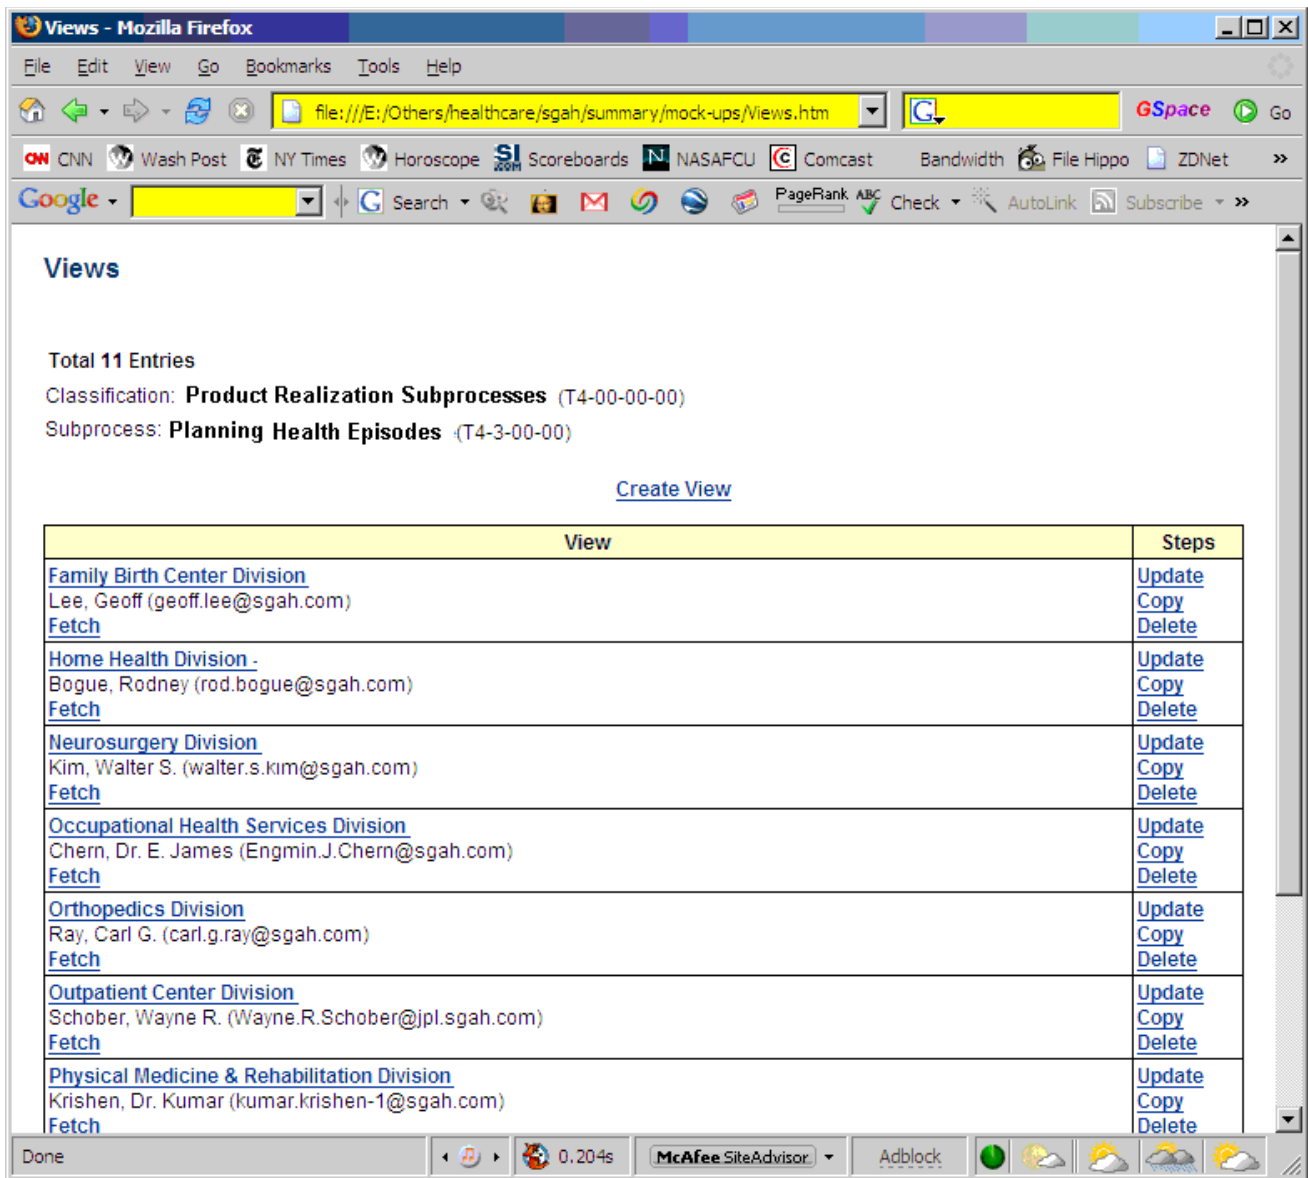 Views - Mozilla Firefox
File Edit View Go Bookmarks Tools Help
file:///E:/Others/healthcare/sgah/summary/mock-ups/Views.htm G GSpace Go
CNN CNN Wash Post NY Times Horoscope SI.COM Scoreboards N NASAFCU C Comcast Bandwidth File Hippo ZDNet »
Google G Search PageRank ABC Check AutoLink Subscribe »
Views
Total 11 Entries
Classification: Product Realization Subprocesses (T4-00-00-00)
Subprocess: Planning Health Episodes (T4-3-00-00)
Create View
View Steps
Family Birth Center Division Update
Lee, Geoff (geoff.lee@sgah.com) Copy
Fetch Delete
Home Health Division - Update
Bogue, Rodney (rod.bogue@sgah.com) Copy
Fetch Delete
Neurosurgery Division Update
Kim, Walter S. (walter.s.kim@sgah.com) Copy
Fetch Delete
Occupational Health Services Division Update
Chern, Dr. E. James (Engmin.J.Chern@sgah.com) Copy
Fetch Delete
Orthopedics Division Update
Ray, Carl G. (carl.g.ray@sgah.com) Copy
Fetch Delete
Outpatient Center Division Update
Schober, Wayne R. (Wayne.R.Schober@jpl.sgah.com) Copy
Fetch Delete
Physical Medicine & Rehabilitation Division Update
Krishen, Dr. Kumar (kumar.krishen-1@sgah.com) Copy
Fetch Delete
Done 0.204s McAfee SiteAdvisor Adblock